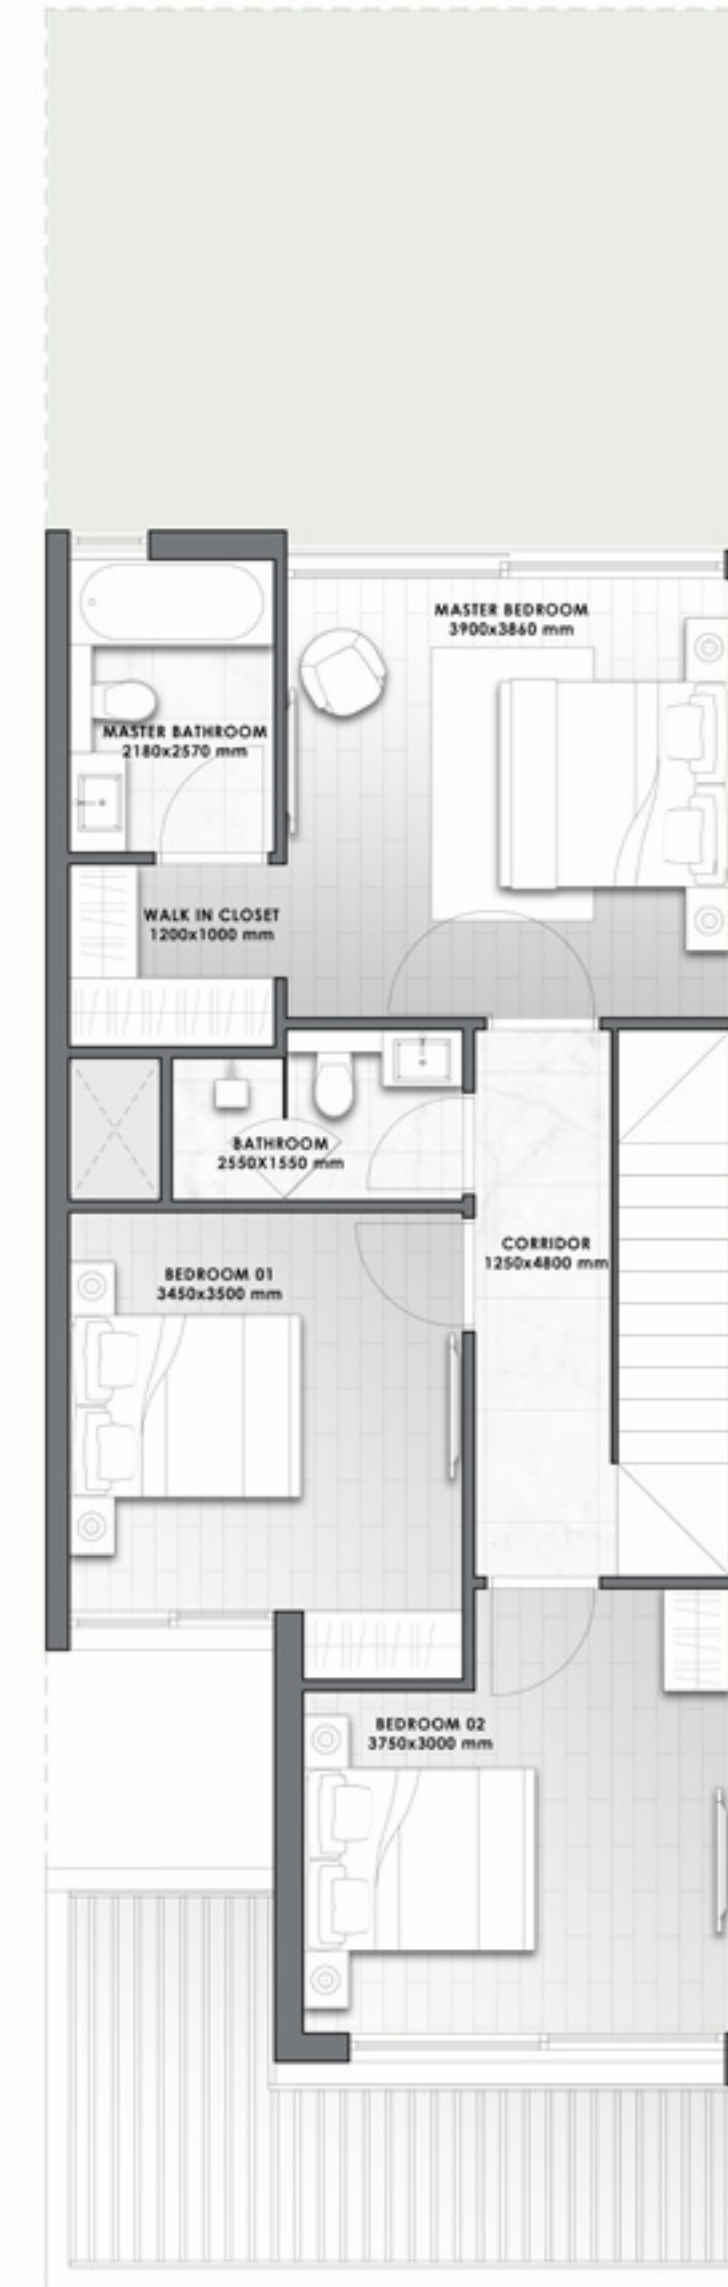 MASTER BEDROOM
3900x3860 mm
MASTER BATHROOM
2180x2570 mm
WALK IN CLOSET
1200x1000 mm
BATHROOM
2550X1550 mm
CORRIDOR
1250x4800 mm
BEDROOM 01
3450x3500 mm
BEDROOM 02
3750x3000 mm